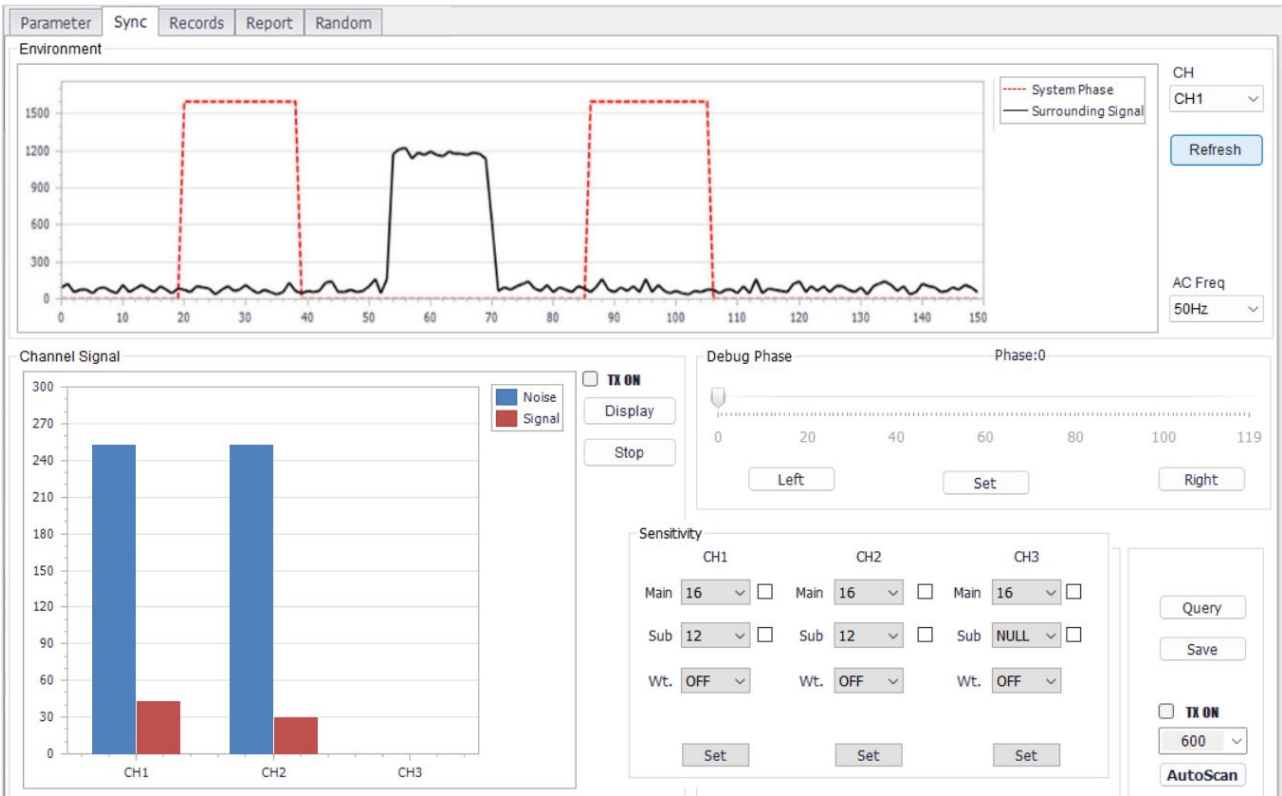 Parameter Sync Records Report Random
Environment
1500
1200
900
600
300
0
0 10 20 30 40 50 60 70 80 90 100 110 120 130 140 150
System Phase
Surrounding Signal
CH
CH1
Refresh
AC Freq
50Hz
Channel Signal
300
270
240
210
180
150
120
90
60
30
0
CH1 CH2 CH3
Noise
Signal
TX ON
Display
Stop
Debug Phase Phase:0
0 20 40 60 80 100 119
Left Set Right
Sensitivity
CH1 CH2 CH3
Main 16 Main 16 Main 16
Sub 12 Sub 12 Sub NULL
Wt. OFF Wt. OFF Wt. OFF
Set Set Set
Query
Save
TX ON
600
AutoScan